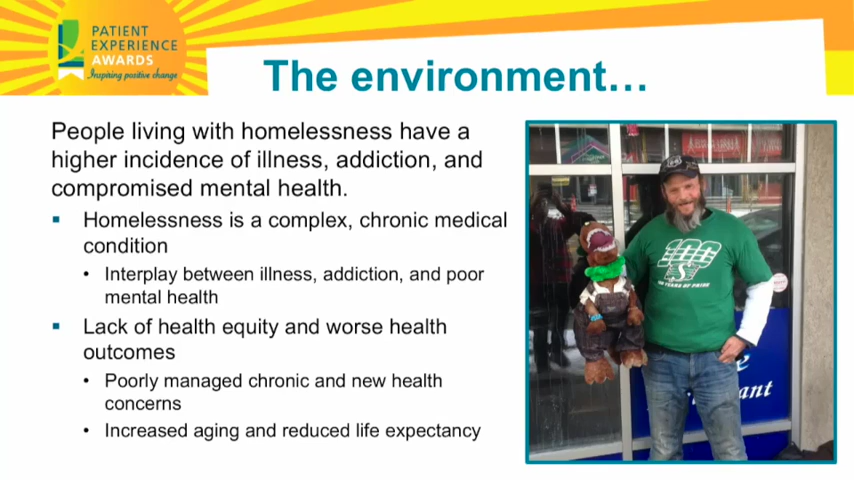 PATIENT
EXPERIENCE
AWARDS
Inspiring positive change
The environment...
People living with homelessness have a
higher incidence of illness, addiction, and
compromised mental health.
▪ Homelessness is a complex, chronic medical
condition
• Interplay between illness, addiction, and poor
mental health
▪ Lack of health equity and worse health
outcomes
• Poorly managed chronic and new health
concerns
• Increased aging and reduced life expectancy
100
S
100 YEARS OF PRIDE
ant